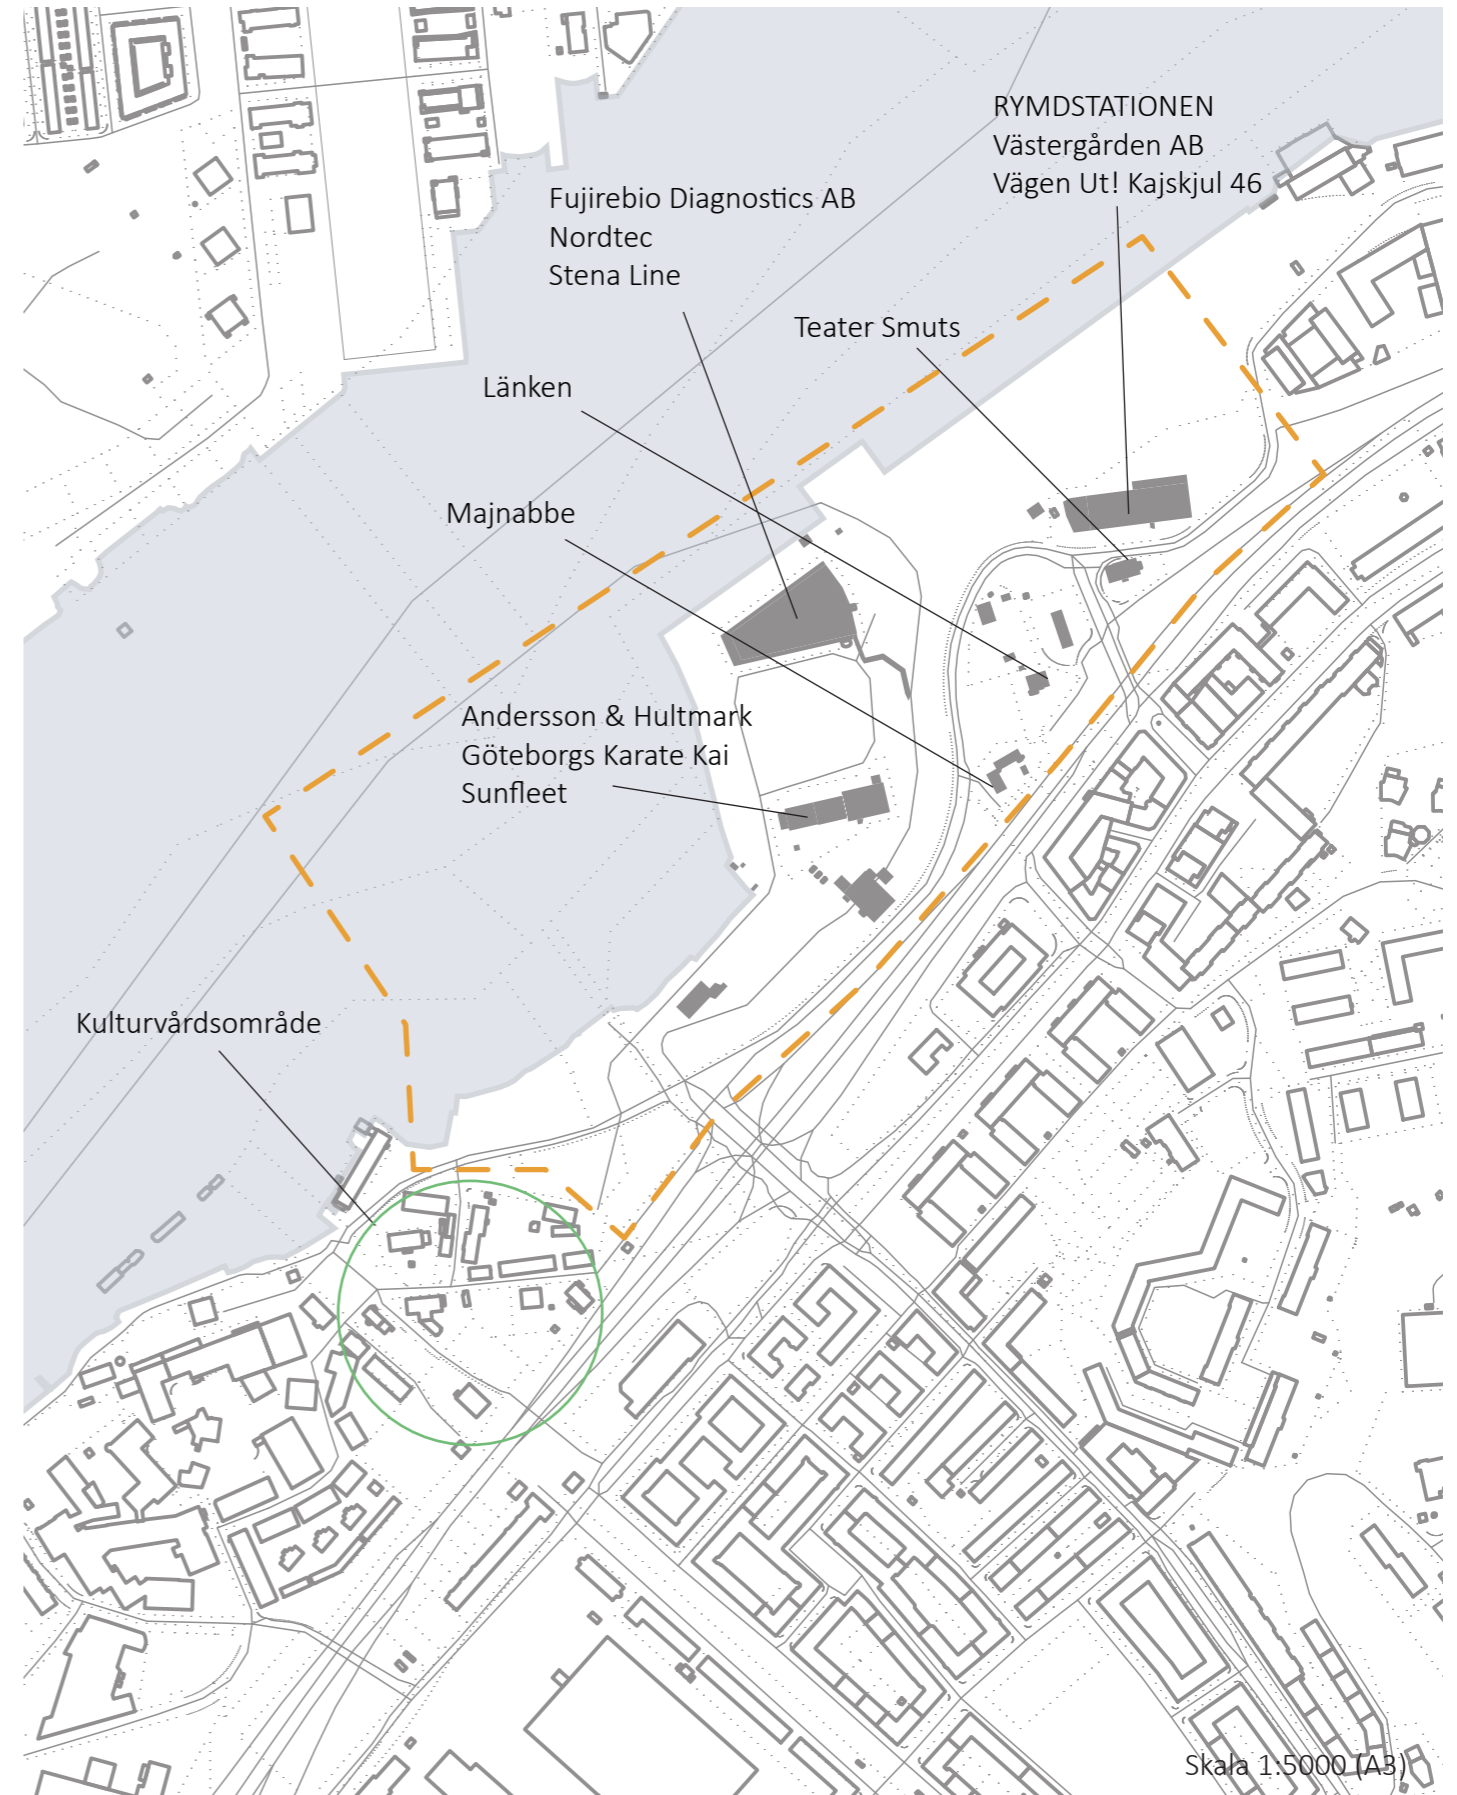 RYMDSTATIONEN
Västergården AB
Vägen Ut! Kajskjul 46
Fujirebio Diagnostics AB
Nordtec
Stena Line
Teater Smuts
Länken
Majnabbe
Andersson & Hultmark
Göteborgs Karate Kai
Sunfleet
Kulturvårdsområde
Skala 1:5000 (A3)